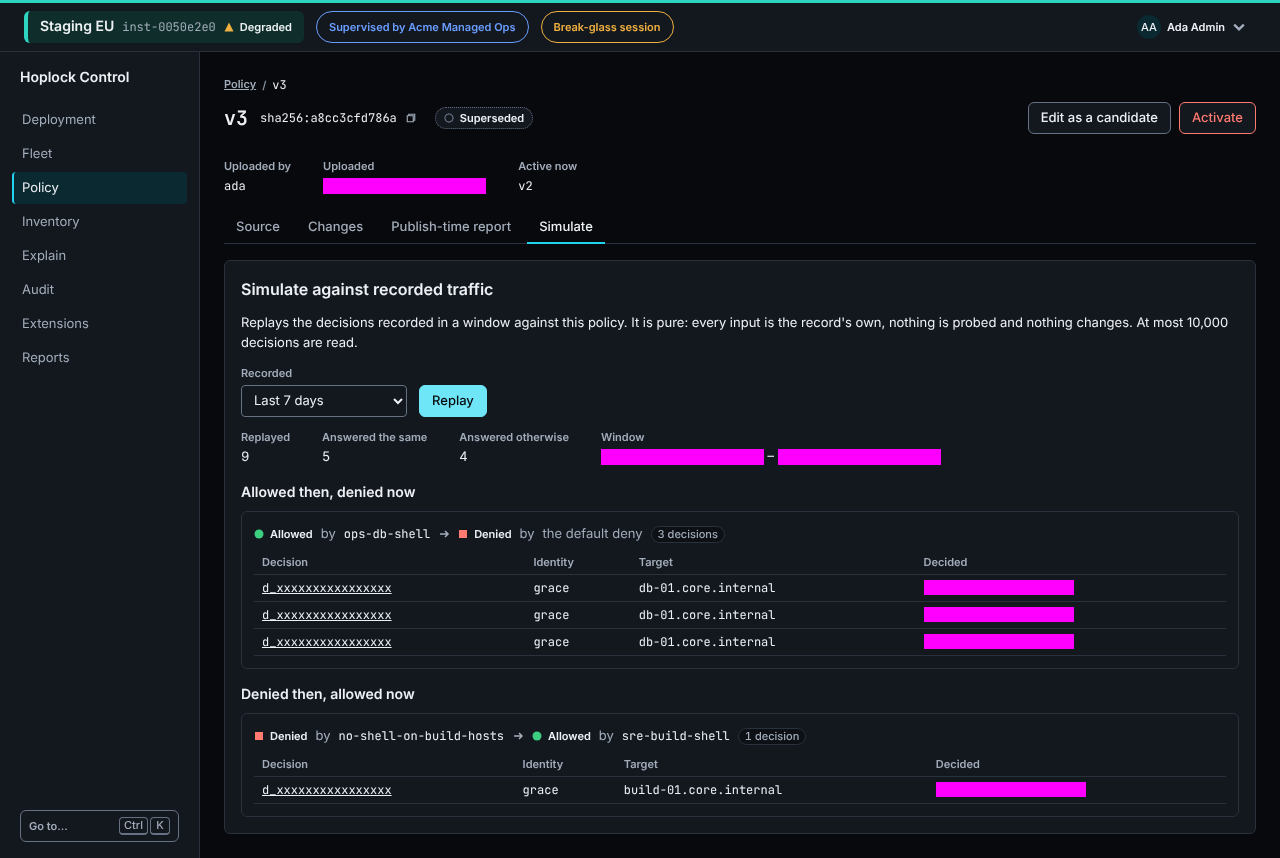 Staging EU inst-0050e2e0 Degraded Supervised by Acme Managed Ops Break-glass session AA Ada Admin
Hoplock Control
Deployment
Fleet
Policy
Inventory
Explain
Audit
Extensions
Reports
Go to... Ctrl K
Policy / v3
v3 sha256:a8cc3cfd786a Superseded Edit as a candidate Activate
Uploaded by Uploaded Active now
ada v2
Source Changes Publish-time report Simulate
Simulate against recorded traffic
Replays the decisions recorded in a window against this policy. It is pure: every input is the record's own, nothing is probed and nothing changes. At most 10,000
decisions are read.
Recorded
Last 7 days Replay
Replayed Answered the same Answered otherwise Window
9 5 4 –
Allowed then, denied now
Allowed by ops-db-shell → Denied by the default deny 3 decisions
Decision Identity Target Decided
d_xxxxxxxxxxxxxxxx grace db-01.core.internal
d_xxxxxxxxxxxxxxxx grace db-01.core.internal
d_xxxxxxxxxxxxxxxx grace db-01.core.internal
Denied then, allowed now
Denied by no-shell-on-build-hosts → Allowed by sre-build-shell 1 decision
Decision Identity Target Decided
d_xxxxxxxxxxxxxxxx grace build-01.core.internal